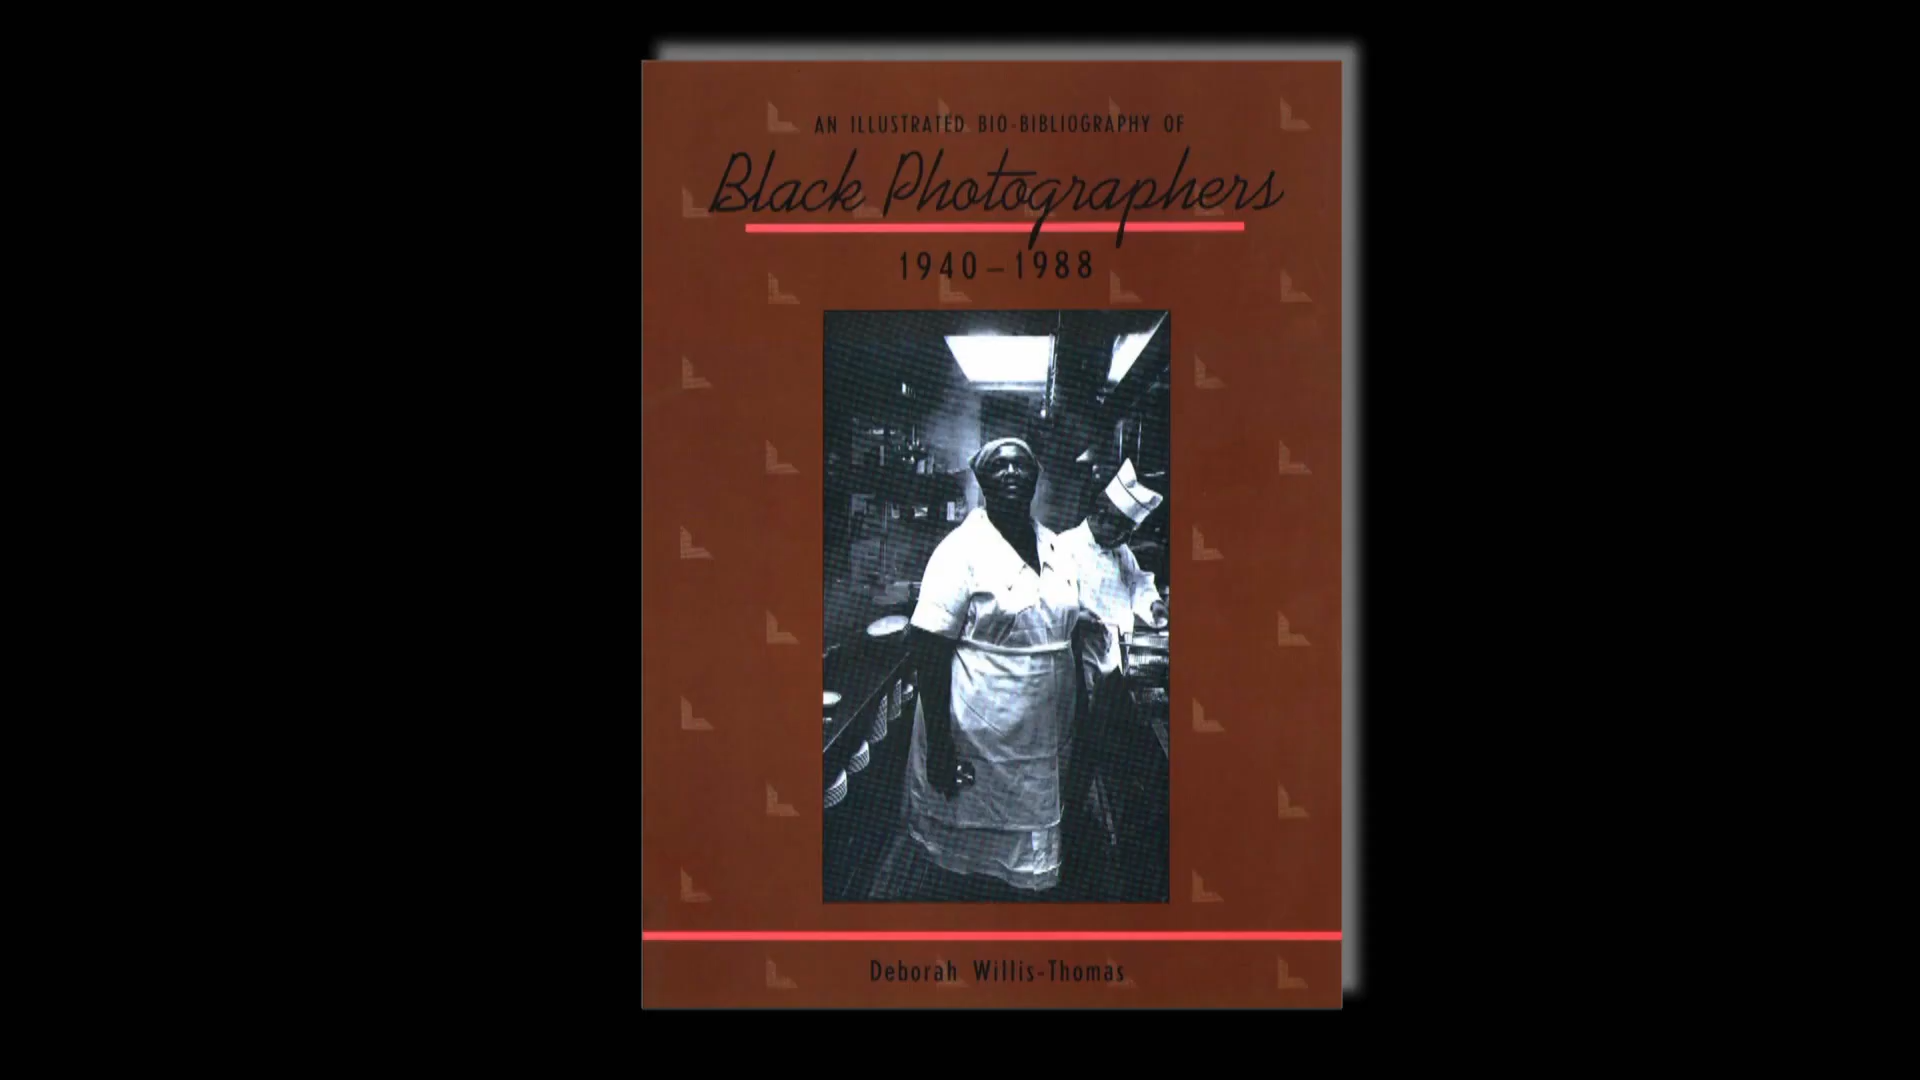 AN ILLUSTRATED BIO-BIBLIOGRAPHY OF
Black Photographers
1940–1988
Deborah Willis-Thomas